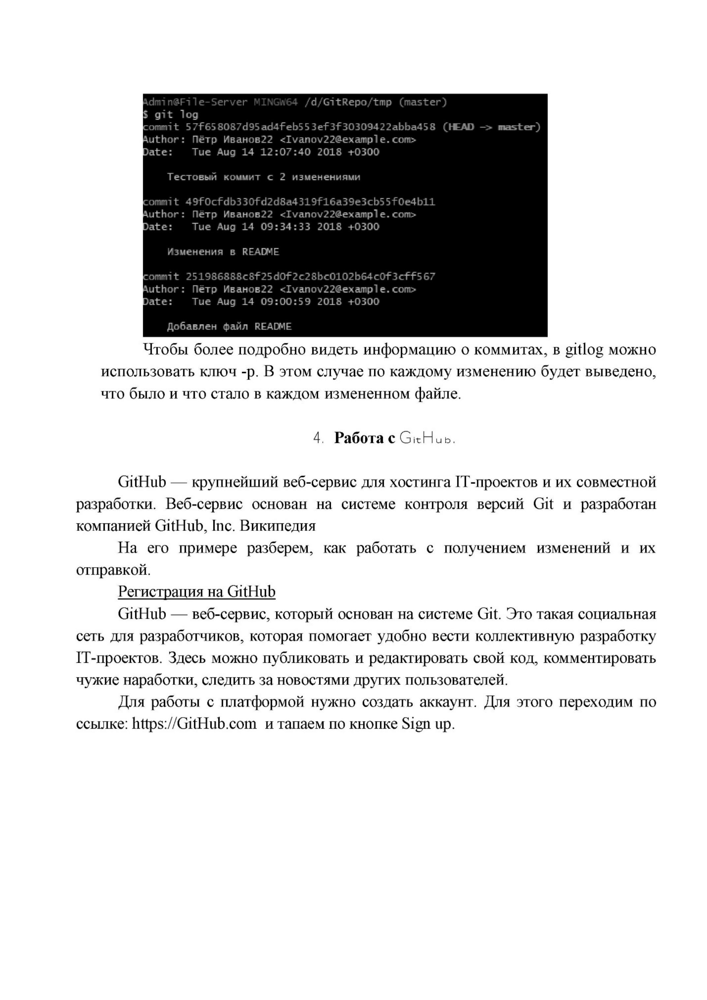 Admin@File-Server MINGW64 /d/GitRepo/tmp (master)
$ git log
commit 57f658087d95ad4feb553ef3f30309422abba458 (HEAD -> master)
Author: Пётр Иванов22 <Ivanov22@example.com>
Date:   Tue Aug 14 12:07:40 2018 +0300
Тестовый коммит с 2 изменениями
commit 49f0cfdb330fd2d8a4319f16a39e3cb55f0e4b11
Author: Пётр Иванов22 <Ivanov22@example.com>
Date:   Tue Aug 14 09:34:33 2018 +0300
Изменения в README
commit 251986888c8f25d0f2c28bc0102b64c0f3cff567
Author: Пётр Иванов22 <Ivanov22@example.com>
Date:   Tue Aug 14 09:00:59 2018 +0300
Добавлен файл README
Чтобы более подробно видеть информацию о коммитах, в gitlog можно
использовать ключ -p. В этом случае по каждому изменению будет выведено,
что было и что стало в каждом измененном файле.
4. Работа с GitHub.
GitHub — крупнейший веб-сервис для хостинга IT-проектов и их совместной
разработки. Веб-сервис основан на системе контроля версий Git и разработан
компанией GitHub, Inc. Википедия
На его примере разберем, как работать с получением изменений и их
отправкой.
Регистрация на GitHub
GitHub — веб-сервис, который основан на системе Git. Это такая социальная
сеть для разработчиков, которая помогает удобно вести коллективную разработку
IT-проектов. Здесь можно публиковать и редактировать свой код, комментировать
чужие наработки, следить за новостями других пользователей.
Для работы с платформой нужно создать аккаунт. Для этого переходим по
ссылке: https://GitHub.com  и тапаем по кнопке Sign up.